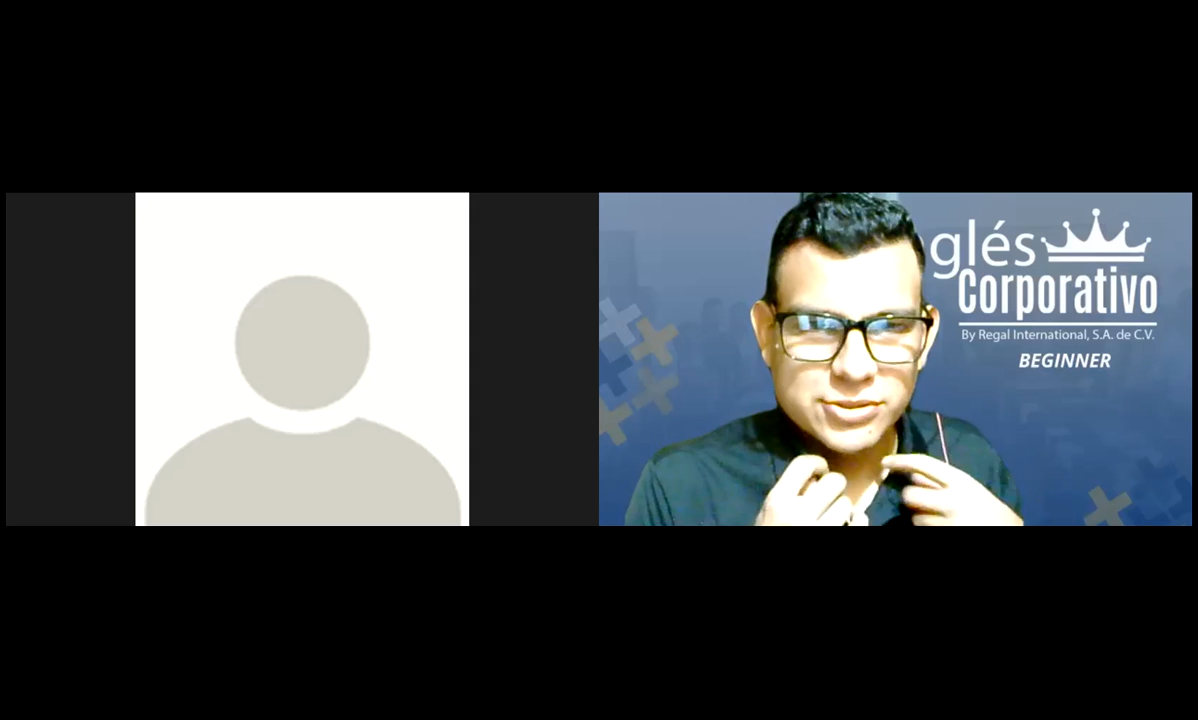 glés
Corporativo
By Regal International, S.A. de C.V.
BEGINNER